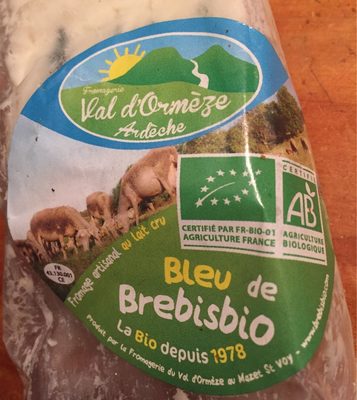 Fromagerie
Val d'Ormèze
Ardèche
CERTIFIÉ PAR FR-BIO-01
AGRICULTURE FRANCE
CERTIFIÉ
AB
AGRICULTURE
BIOLOGIQUE
Fromage artisanal au lait cru
FR
CE
Bleu de
Brebisbio
La Bio depuis 1978
Produit par la Fromagerie du Val d'Ormèze au Mazet St Voy -